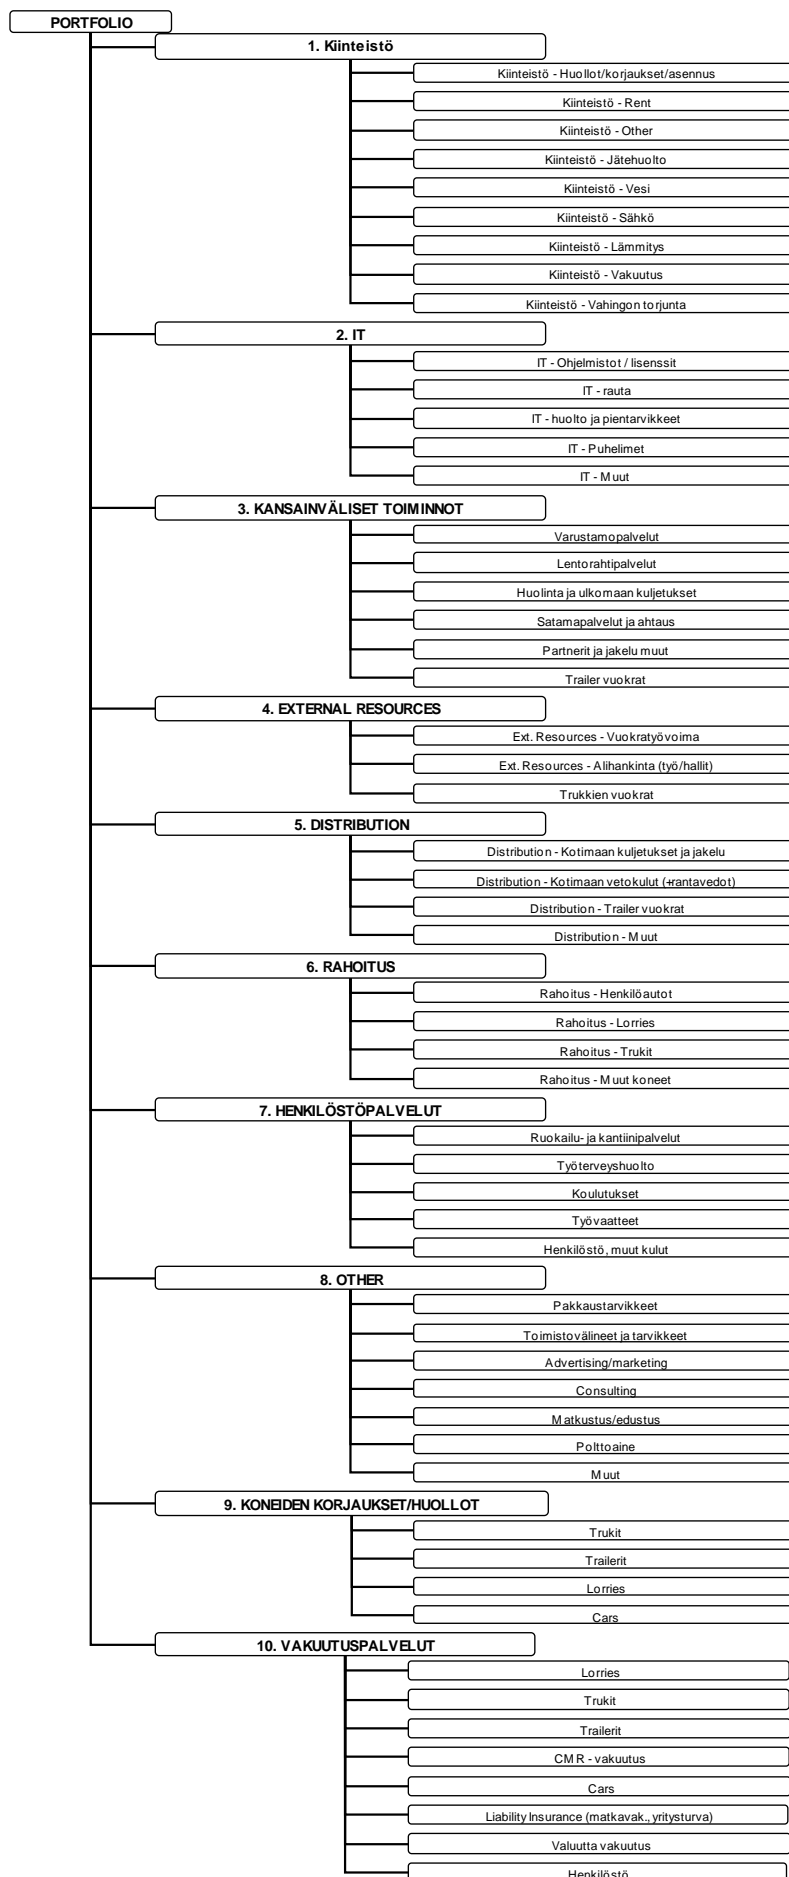 PORTFOLIO
1. Kiinteistö
Kiinteistö - Huollot/korjaukset/asennus
Kiinteistö - Rent
Kiinteistö - Other
Kiinteistö - Jätehuolto
Kiinteistö - Vesi
Kiinteistö - Sähkö
Kiinteistö - Lämmitys
Kiinteistö - Vakuutus
Kiinteistö - Vahingon torjunta
2. IT
IT - Ohjelmistot / lisenssit
IT - rauta
IT - huolto ja pientarvikkeet
IT - Puhelimet
IT - Muut
3. KANSAINVÄLISET TOIMINNOT
Varustamopalvelut
Lentorahtipalvelut
Huolinta ja ulkomaan kuljetukset
Satamapalvelut ja ahtaus
Partnerit ja jakelu muut
Trailer vuokrat
4. EXTERNAL RESOURCES
Ext. Resources - Vuokratyövoima
Ext. Resources - Alihankinta (työ/hallit)
Trukkien vuokrat
5. DISTRIBUTION
Distribution - Kotimaan kuljetukset ja jakelu
Distribution - Kotimaan vetokulut (+rantavedot)
Distribution - Trailer vuokrat
Distribution - Muut
6. RAHOITUS
Rahoitus - Henkilöautot
Rahoitus - Lorries
Rahoitus - Trukit
Rahoitus - Muut koneet
7. HENKILÖSTÖPALVELUT
Ruokailu- ja kantiinipalvelut
Työterveyshuolto
Koulutukset
Työvaatteet
Henkilöstö, muut kulut
8. OTHER
Pakkaustarvikkeet
Toimistovälineet ja tarvikkeet
Advertising/marketing
Consulting
Matkustus/edustus
Polttoaine
Muut
9. KONEIDEN KORJAUKSET/HUOLLOT
Trukit
Trailerit
Lorries
Cars
10. VAKUUTUSPALVELUT
Lorries
Trukit
Trailerit
CMR - vakuutus
Cars
Liability Insurance (matkavak., yritysturva)
Valuutta vakuutus
Henkilöstö